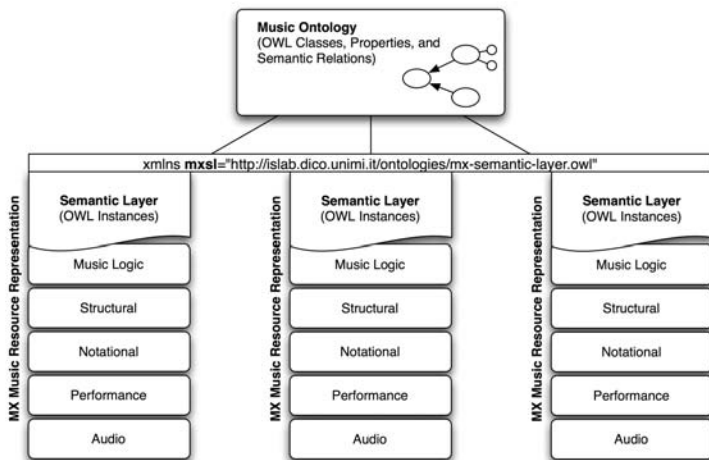 Music Ontology
(OWL Classes, Properties, and
Semantic Relations)
xmlns mxsl="http://islab.dico.unimi.it/ontologies/mx-semantic-layer.owl"
MX Music Resource Representation
Semantic Layer
(OWL Instances)
Music Logic
Structural
Notational
Performance
Audio
MX Music Resource Representation
Semantic Layer
(OWL Instances)
Music Logic
Structural
Notational
Performance
Audio
MX Music Resource Representation
Semantic Layer
(OWL Instances)
Music Logic
Structural
Notational
Performance
Audio